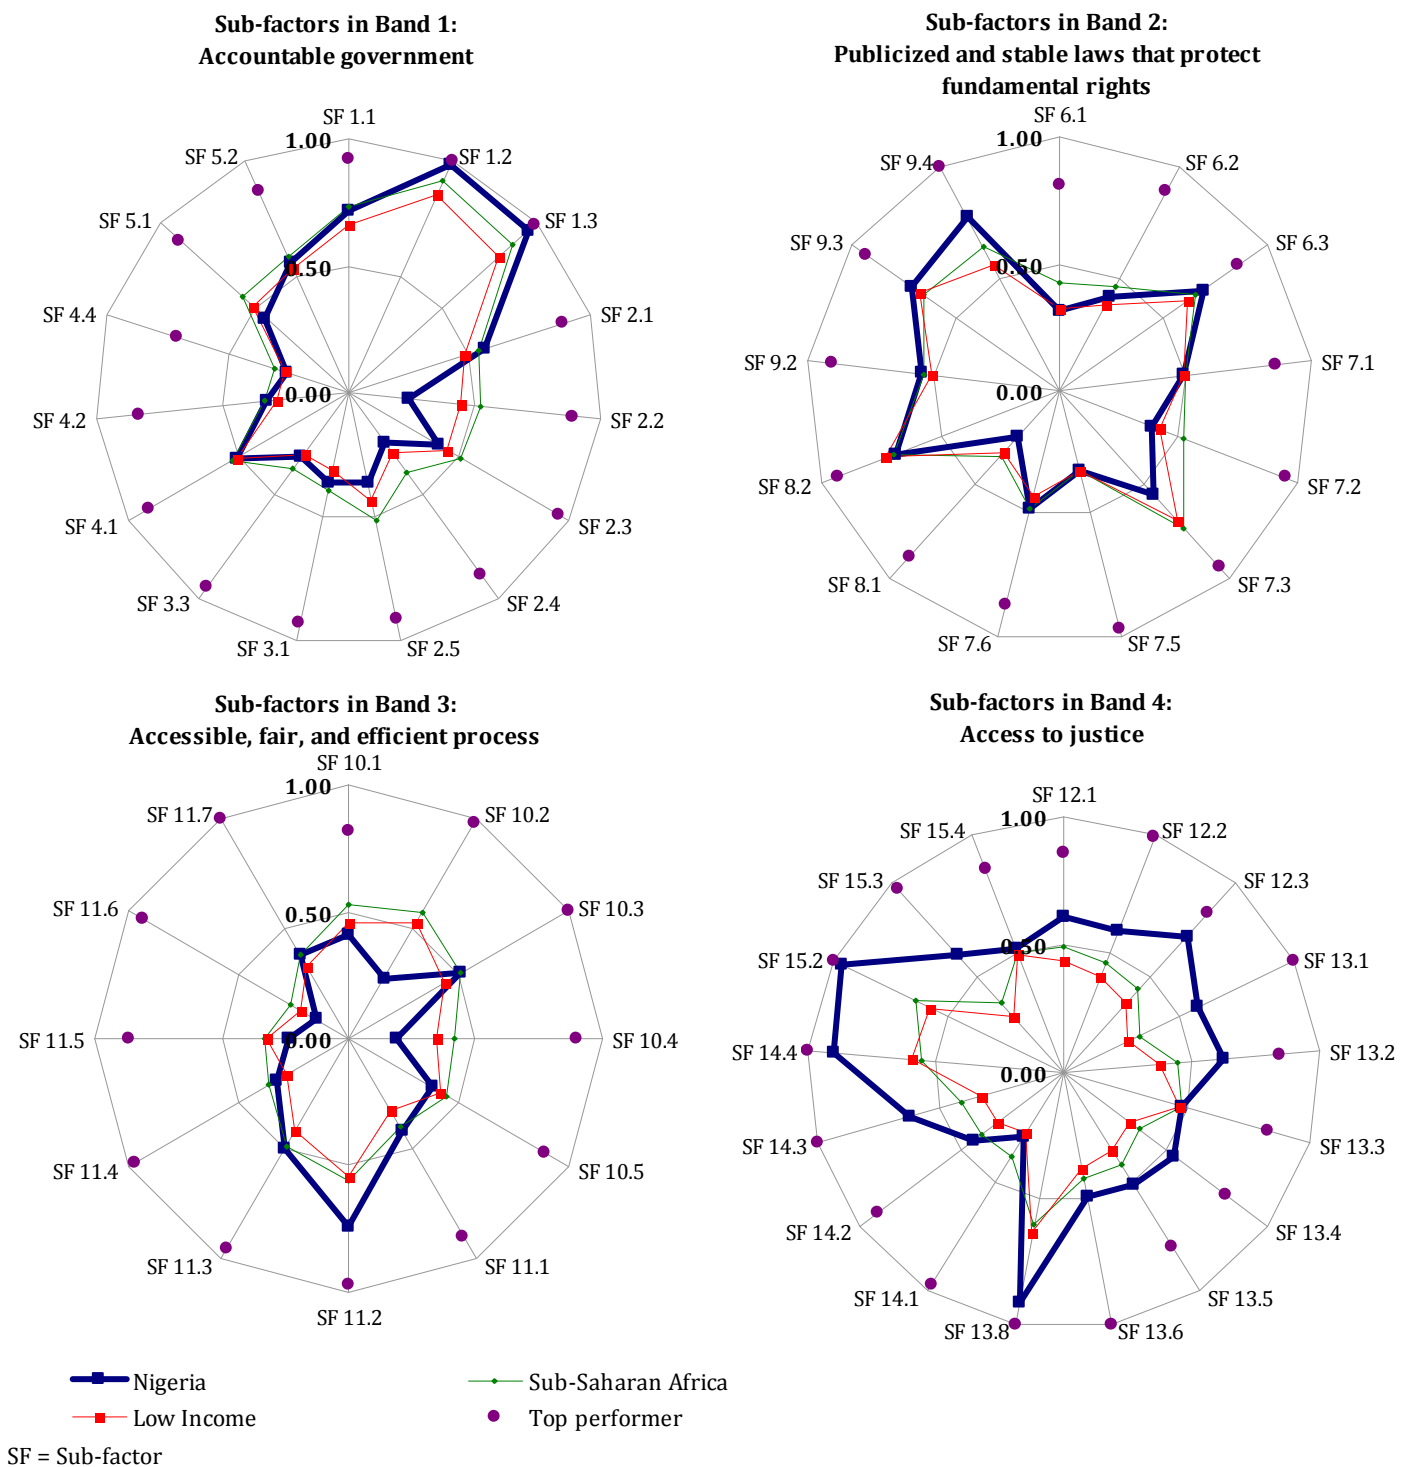 Sub-factors in Band 1:
Accountable government
SF 1.1
1.00
SF 1.2
SF 1.3
SF 2.1
SF 2.2
SF 2.3
SF 2.4
SF 2.5
SF 3.1
SF 3.3
SF 4.1
SF 4.2
SF 4.4
SF 5.1
SF 5.2
0.50
0.00
Sub-factors in Band 2:
Publicized and stable laws that protect
fundamental rights
SF 6.1
1.00
SF 6.2
SF 6.3
SF 7.1
SF 7.2
SF 7.3
SF 7.5
SF 7.6
SF 8.1
SF 8.2
SF 9.2
SF 9.3
SF 9.4
0.50
0.00
Sub-factors in Band 3:
Accessible, fair, and efficient process
SF 10.1
1.00
SF 10.2
SF 10.3
SF 10.4
SF 10.5
SF 11.1
SF 11.2
SF 11.3
SF 11.4
SF 11.5
SF 11.6
SF 11.7
0.50
0.00
Sub-factors in Band 4:
Access to justice
SF 12.1
1.00
SF 12.2
SF 12.3
SF 13.1
SF 13.2
SF 13.3
SF 13.4
SF 13.5
SF 13.6
SF 13.8
SF 14.1
SF 14.2
SF 14.3
SF 14.4
SF 15.2
SF 15.3
SF 15.4
0.50
0.00
Nigeria
Sub-Saharan Africa
Low Income
Top performer
SF = Sub-factor